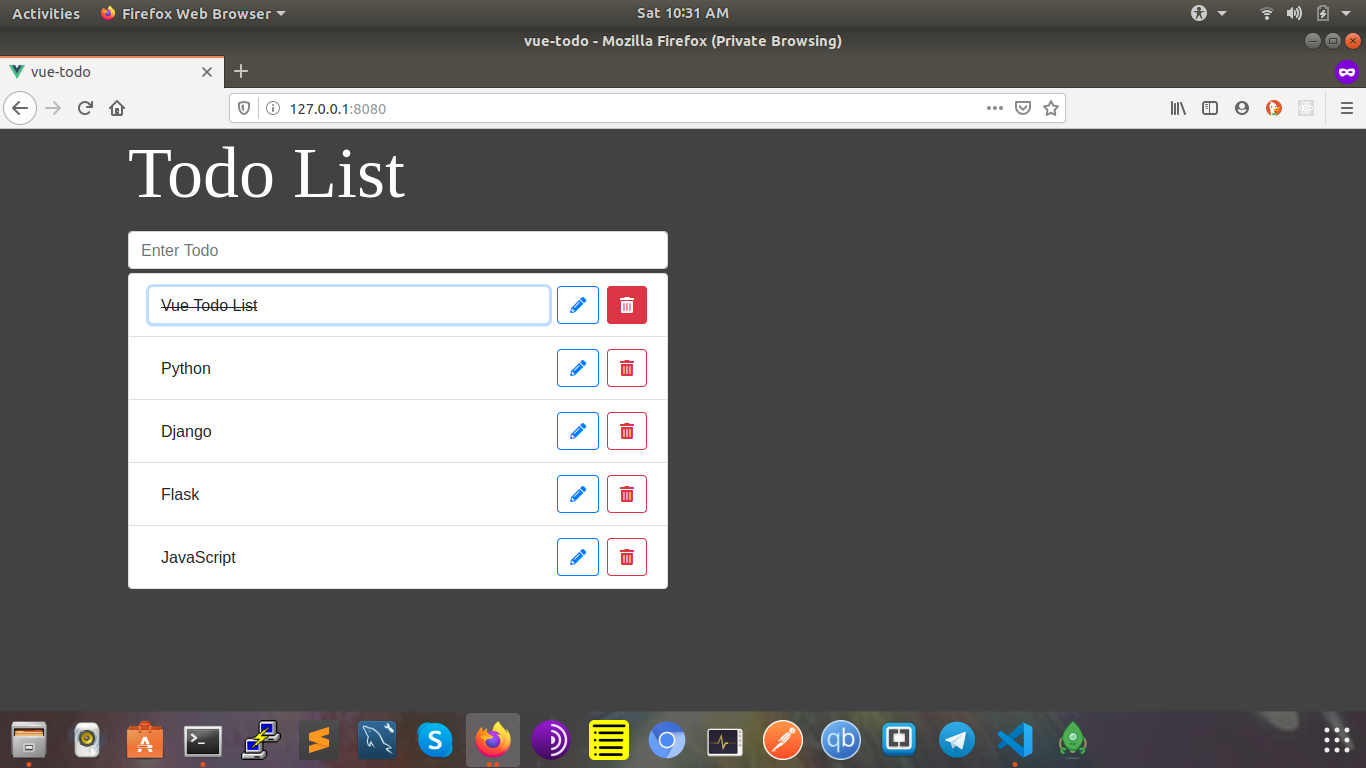 Activities
Firefox Web Browser
Sat 10:31 AM
vue-todo - Mozilla Firefox (Private Browsing)
vue-todo
127.0.0.1:8080
Todo List
Enter Todo
Vue Todo List
Python
Django
Flask
JavaScript
S
qb